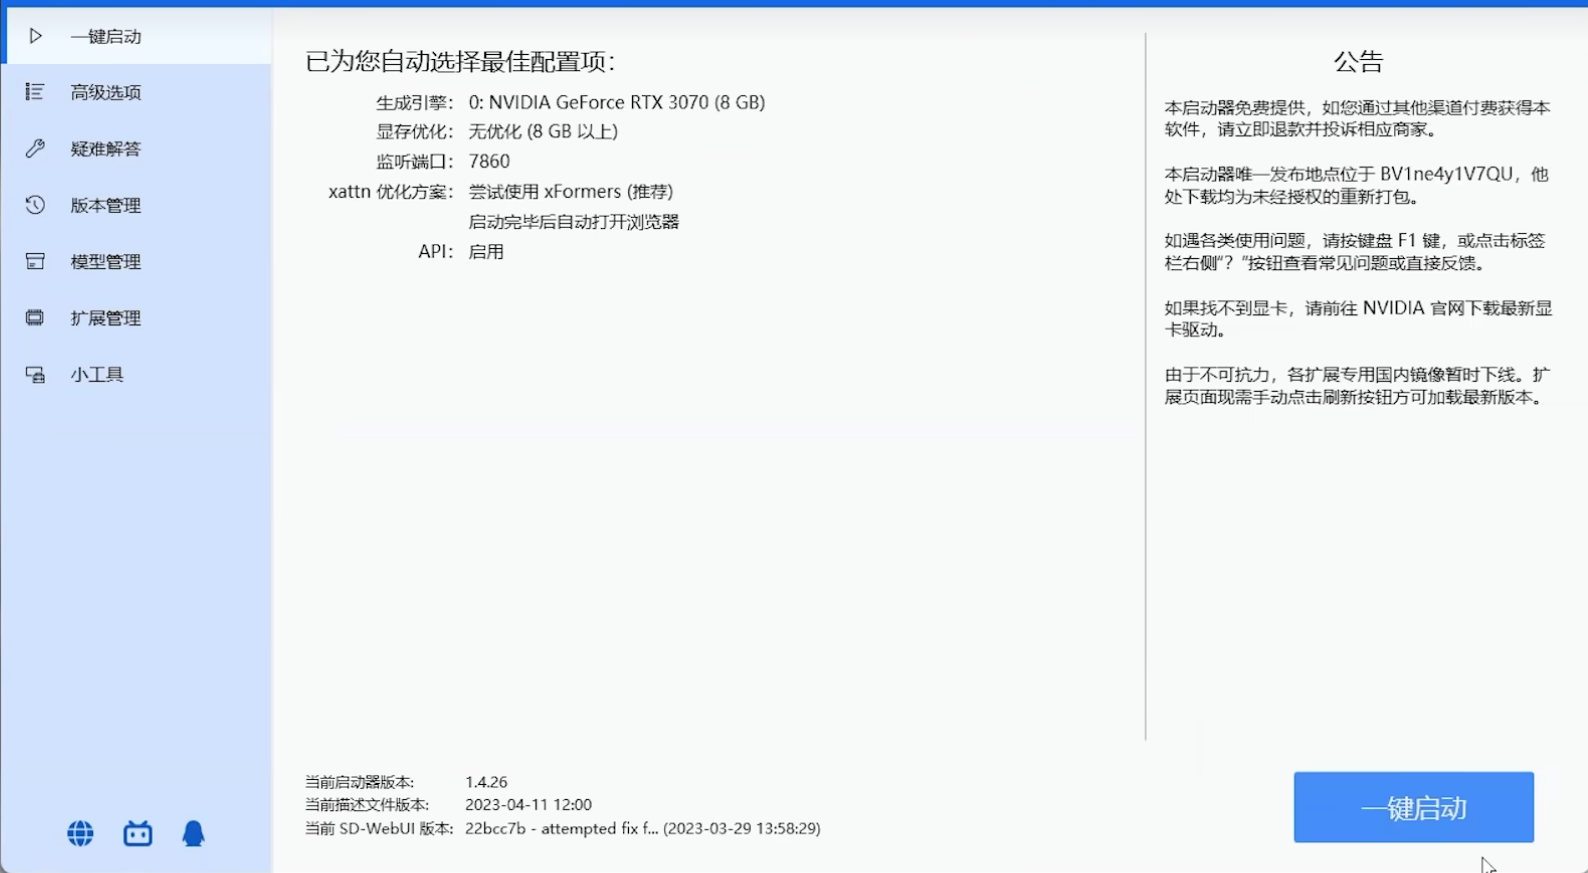 一键启动
高级选项
疑难解答
版本管理
模型管理
扩展管理
小工具
已为您自动选择最佳配置项：
生成引擎： 0: NVIDIA GeForce RTX 3070 (8 GB)
显存优化： 无优化 (8 GB 以上)
监听端口： 7860
xattn 优化方案： 尝试使用 xFormers (推荐)
启动完毕后自动打开浏览器
API： 启用
当前启动器版本： 1.4.26
当前描述文件版本： 2023-04-11 12:00
当前 SD-WebUI 版本： 22bcc7b - attempted fix f... (2023-03-29 13:58:29)
公告
本启动器免费提供，如您通过其他渠道付费获得本
软件，请立即退款并投诉相应商家。
本启动器唯一发布地点位于 BV1ne4y1V7QU，他
处下载均为未经授权的重新打包。
如遇各类使用问题，请按键盘 F1 键，或点击标签
栏右侧“？”按钮查看常见问题或直接反馈。
如果找不到显卡，请前往 NVIDIA 官网下载最新显
卡驱动。
由于不可抗力，各扩展专用国内镜像暂时下线。扩
展页面现需手动点击刷新按钮方可加载最新版本。
一键启动